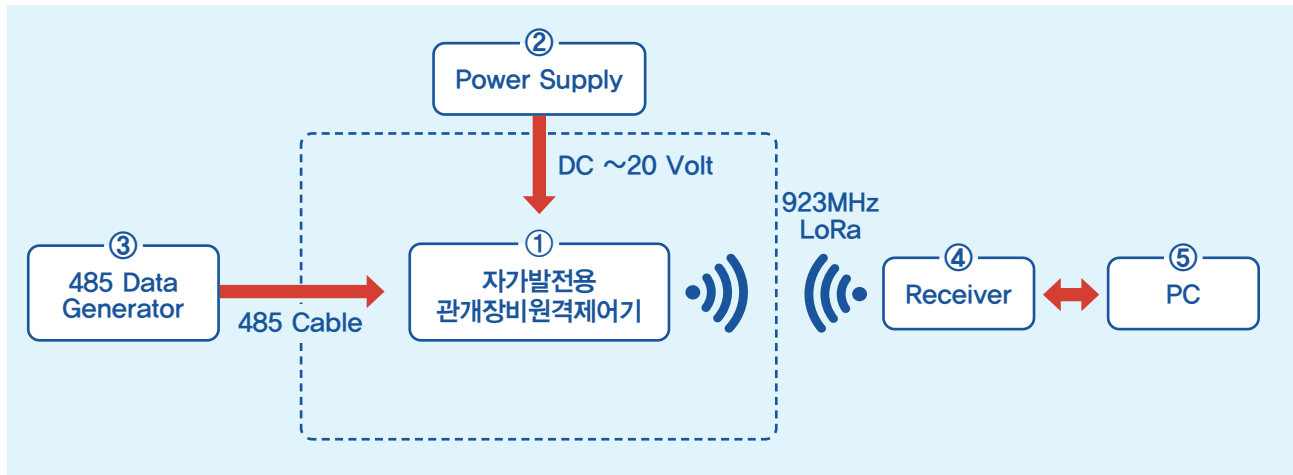 ②
Power Supply
DC ~20 Volt
923MHz
LoRa
③
485 Data
Generator
485 Cable
①
자가발전용
관개장비원격제어기
④
Receiver
⑤
PC